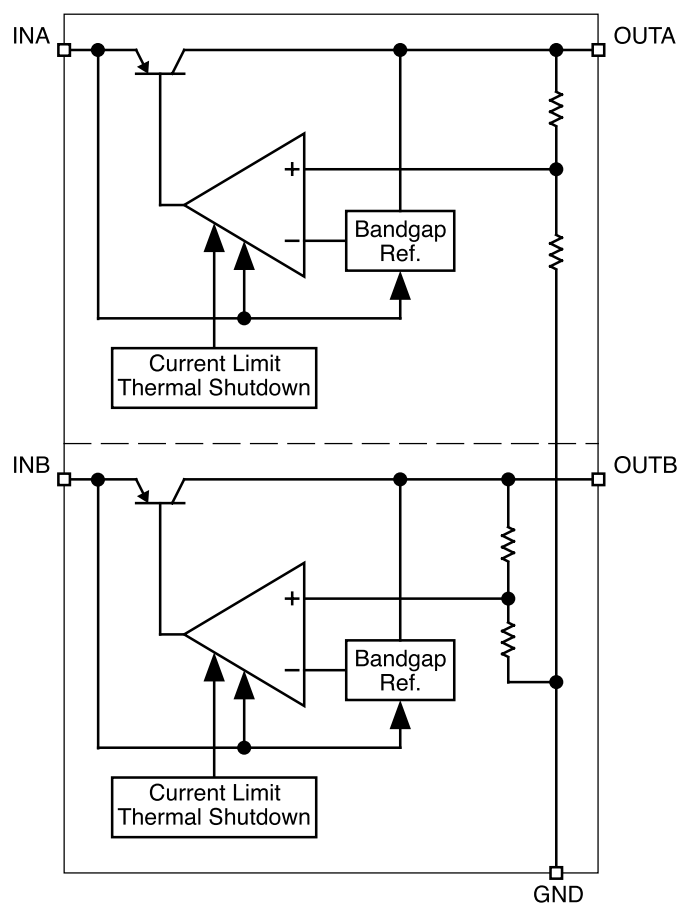 INA
OUTA
+
−
Bandgap
Ref.
Current Limit
Thermal Shutdown
INB
OUTB
+
−
Bandgap
Ref.
Current Limit
Thermal Shutdown
GND